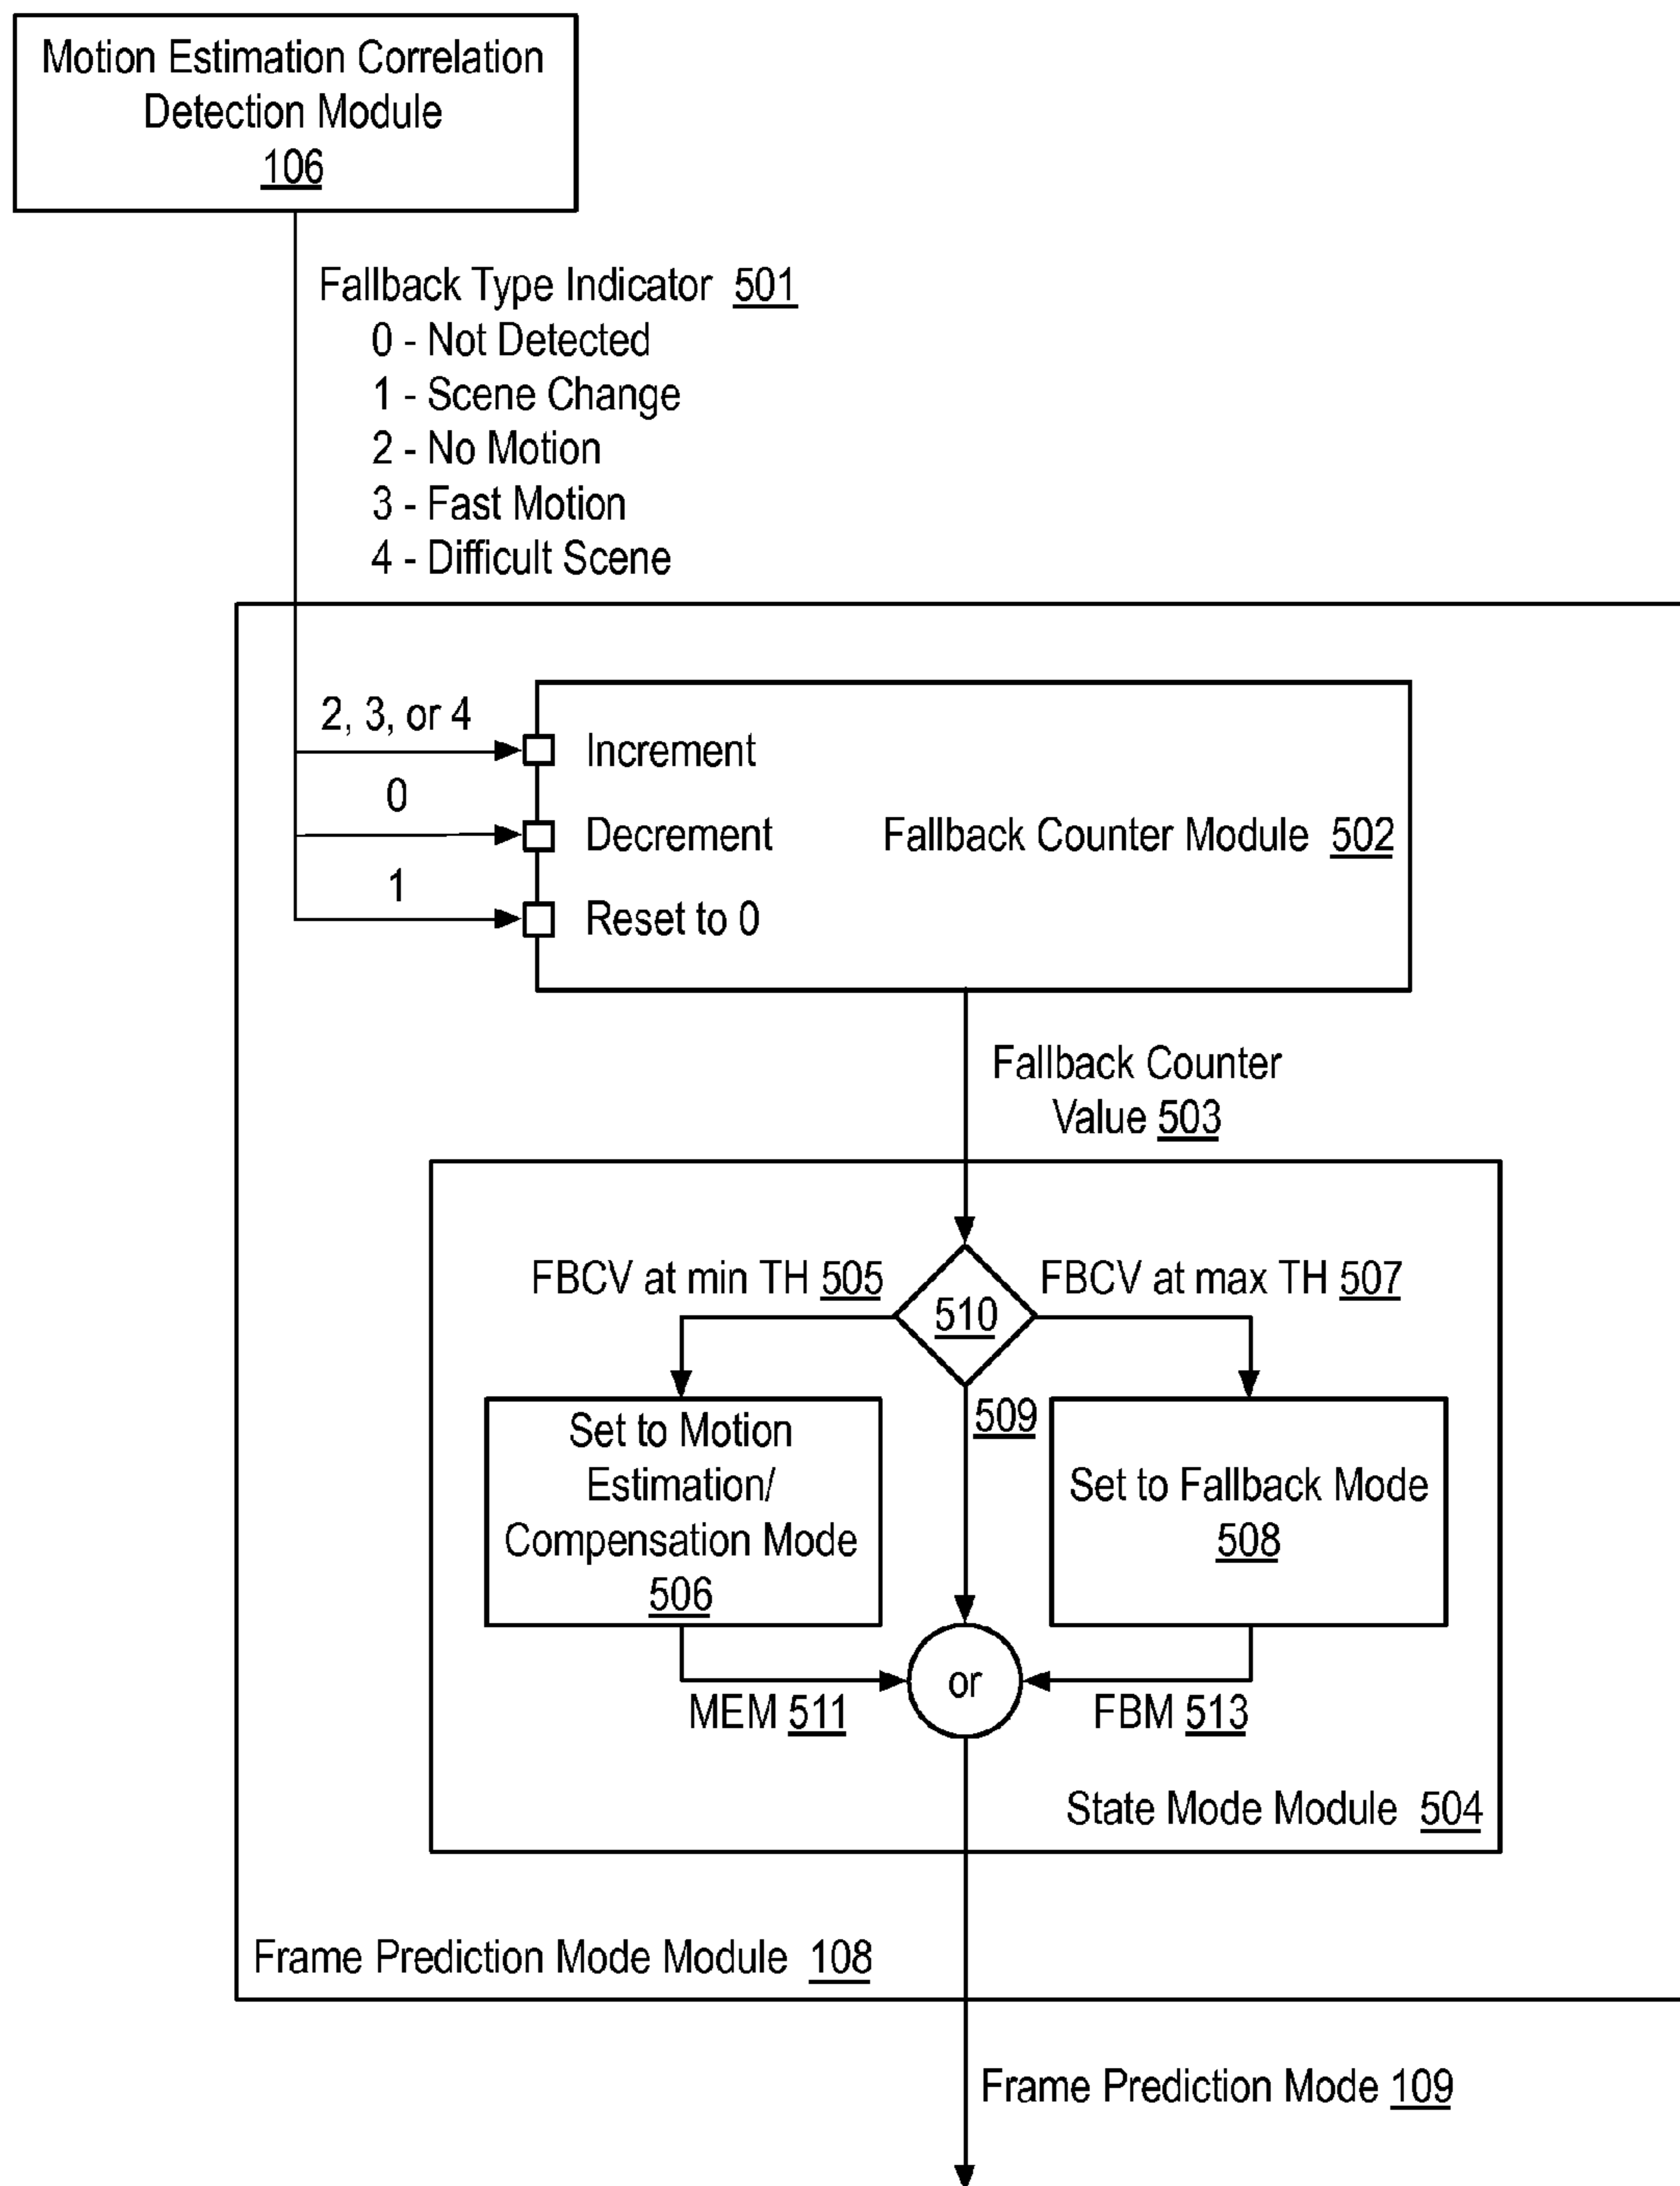 Motion Estimation Correlation
Detection Module
106
Fallback Type Indicator 501
0 - Not Detected
1 - Scene Change
2 - No Motion
3 - Fast Motion
4 - Difficult Scene
2, 3, or 4
Increment
0
Decrement
Fallback Counter Module 502
1
Reset to 0
Fallback Counter
Value 503
FBCV at min TH 505
FBCV at max TH 507
510
509
Set to Motion
Estimation/
Compensation Mode
506
Set to Fallback Mode
508
or
MEM 511
FBM 513
State Mode Module 504
Frame Prediction Mode Module 108
Frame Prediction Mode 109